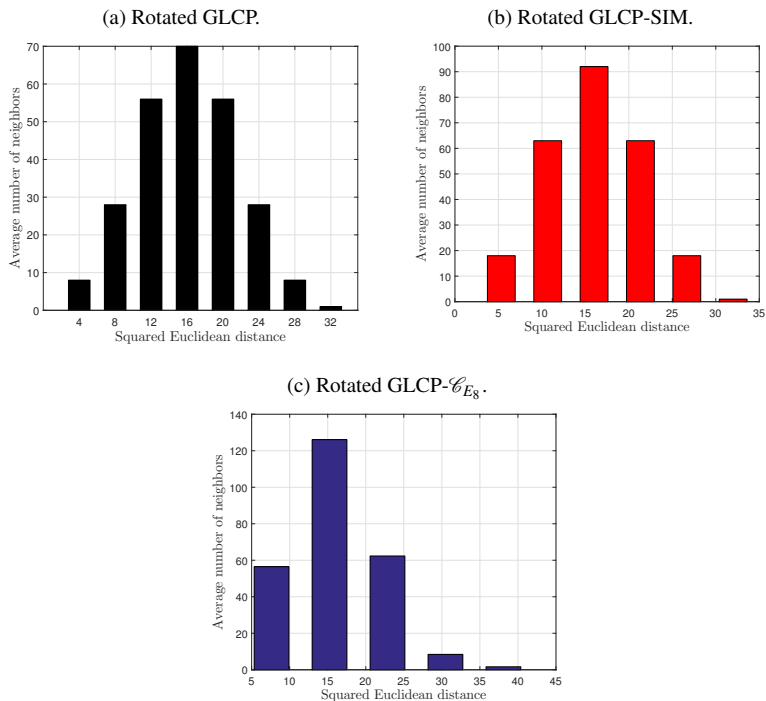 (a) Rotated GLCP.
70
60
50
40
30
20
10
0
4 8 12 16 20 24 28 32
Average number of neighbors
Squared Euclidean distance
(b) Rotated GLCP-SIM.
100
90
80
70
60
50
40
30
20
10
0
0 5 10 15 20 25 30 35
Average number of neighbors
Squared Euclidean distance
(c) Rotated GLCP-𝒞E₈.
140
120
100
80
60
40
20
0
5 10 15 20 25 30 35 40 45
Average number of neighbors
Squared Euclidean distance